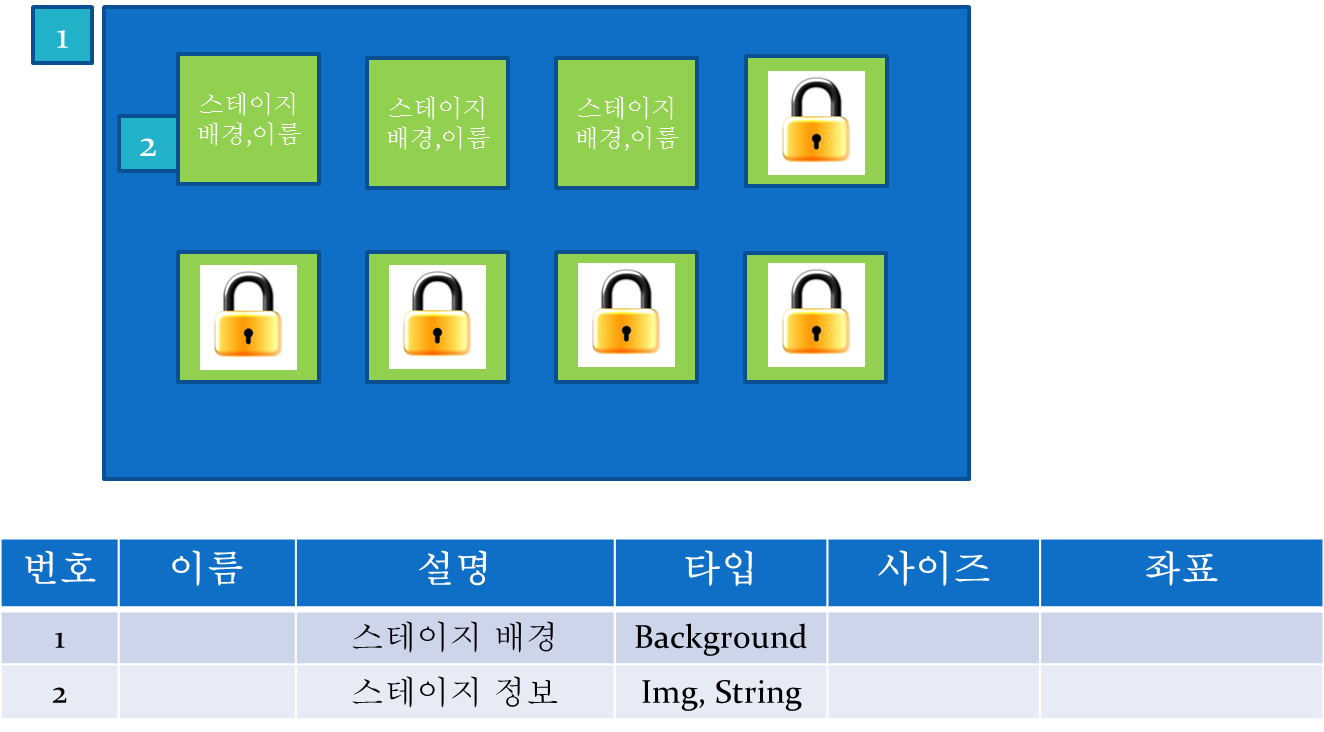 1
스테이지
배경,이름
스테이지
배경,이름
스테이지
배경,이름
2
번호 이름 설명 타입 사이즈 좌표
1 스테이지 배경 Background
2 스테이지 정보 Img, String